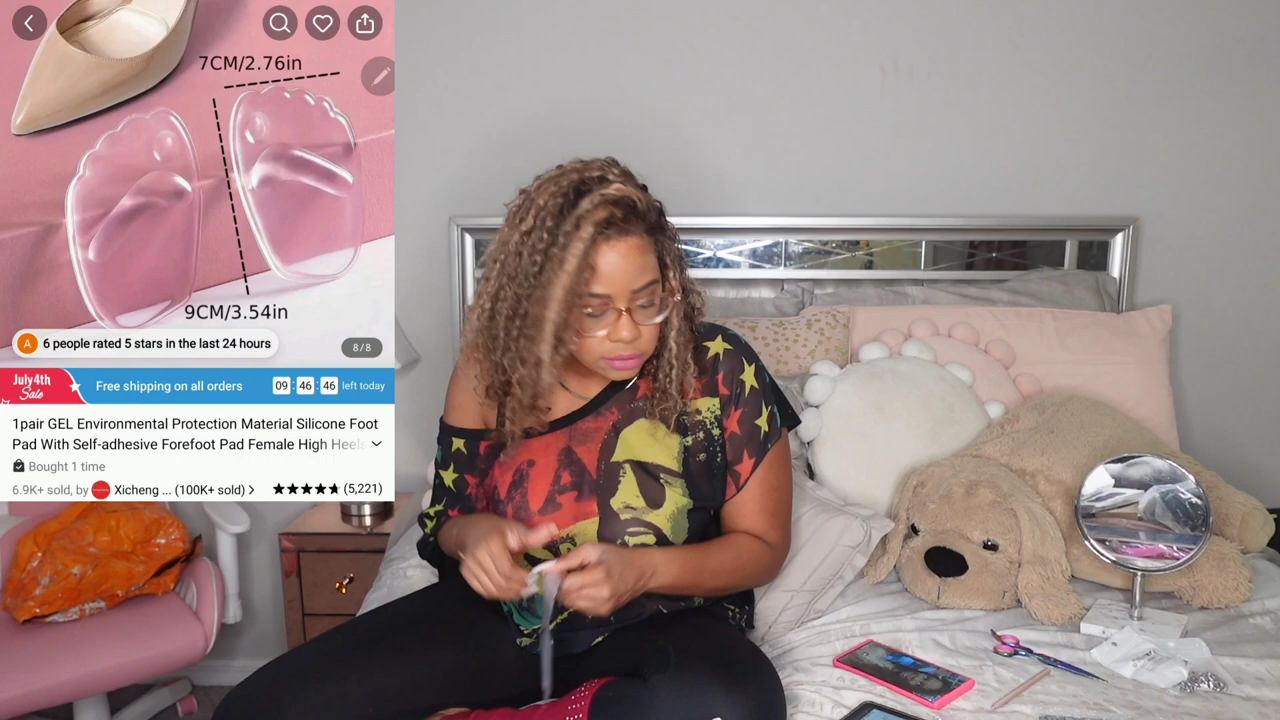 7CM/2.76in
9CM/3.54in
A 6 people rated 5 stars in the last 24 hours
8/8
July4th
Sale
Free shipping on all orders 09:46:46 left today
1pair GEL Environmental Protection Material Silicone Foot
Pad With Self-adhesive Forefoot Pad Female High Heels
Bought 1 time
6.9K+ sold, by Xicheng ... (100K+ sold) > ★★★★★ (5,221)